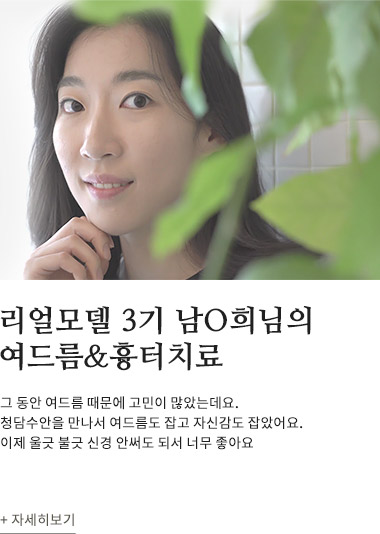 리얼모델 3기 남O희님의
여드름&흉터치료
그 동안 여드름 때문에 고민이 많았는데요.
청담수안을 만나서 여드름도 잡고 자신감도 잡았어요.
이제 울긋 불긋 신경 안써도 되서 너무 좋아요
+ 자세히보기